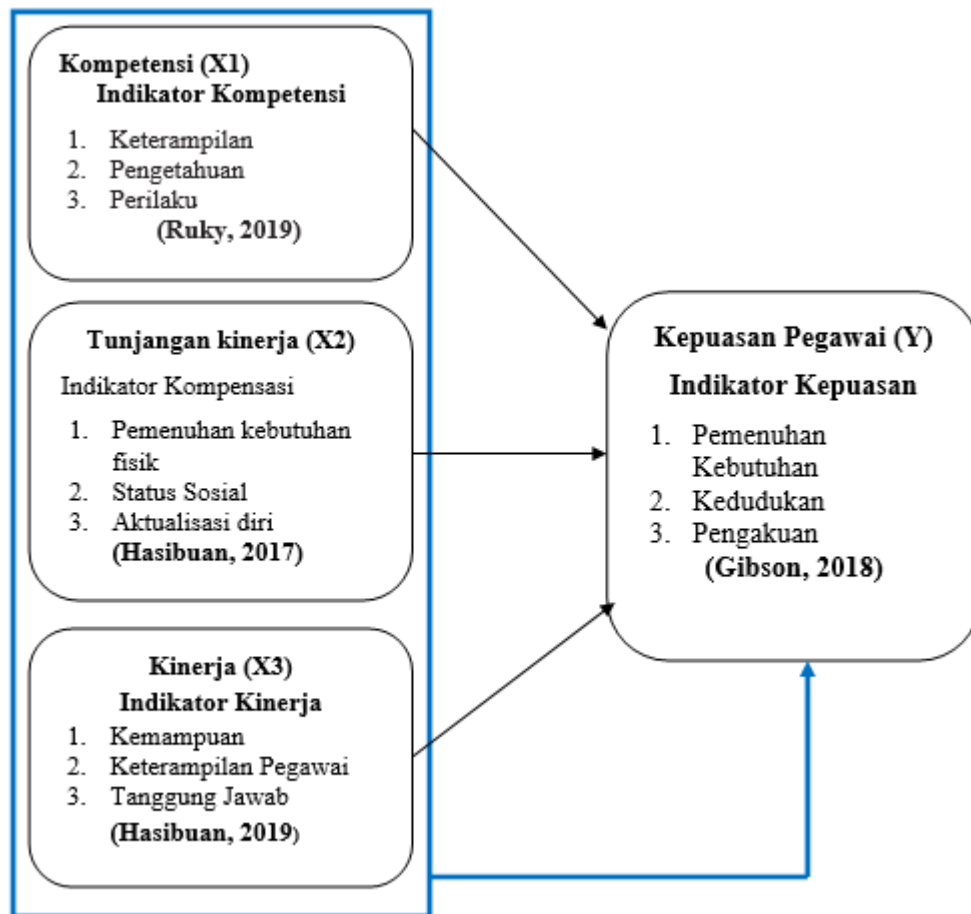 Kompetensi (X1)
Indikator Kompetensi
1. Keterampilan
2. Pengetahuan
3. Perilaku
(Ruky, 2019)
Tunjangan kinerja (X2)
Indikator Kompensasi
1. Pemenuhan kebutuhan
fisik
2. Status Sosial
3. Aktualisasi diri
(Hasibuan, 2017)
Kinerja (X3)
Indikator Kinerja
1. Kemampuan
2. Keterampilan Pegawai
3. Tanggung Jawab
(Hasibuan, 2019)
Kepuasan Pegawai (Y)
Indikator Kepuasan
1. Pemenuhan
Kebutuhan
2. Kedudukan
3. Pengakuan
(Gibson, 2018)